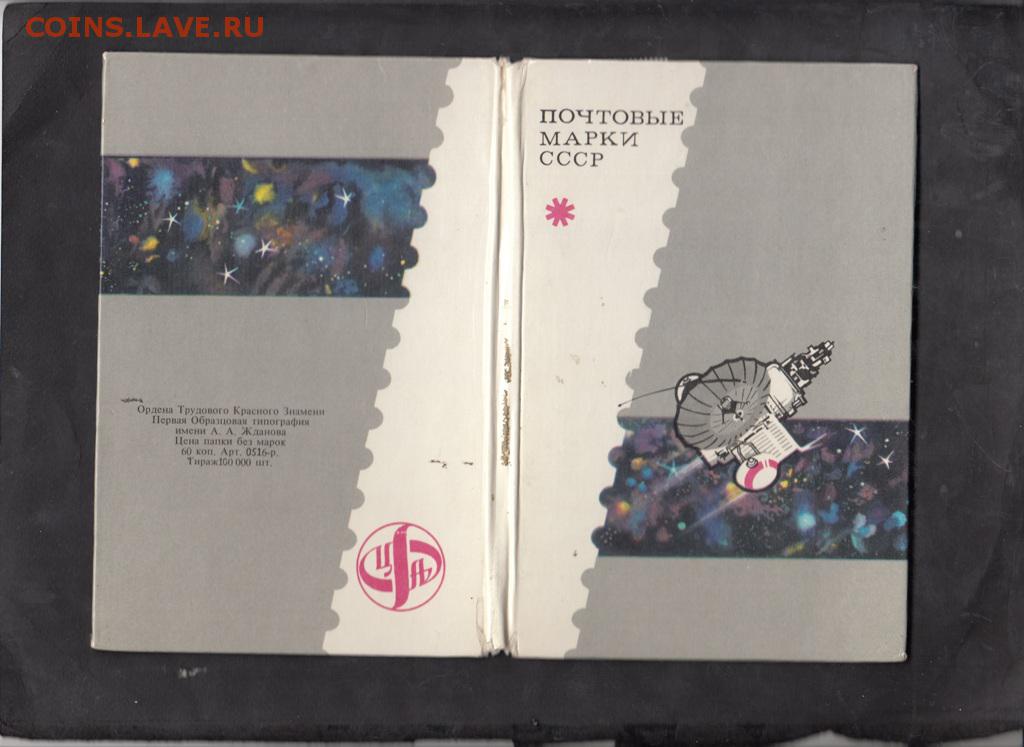 COINS.LAVE.RU
ПОЧТОВЫЕ
МАРКИ
СССР
Ордена Трудового Красного Знамени
Первая Образцовая типография
имени А. А. Жданова
Цена папки без марок
60 коп. Арт. 0516-р.
Тираж100 000 шт.